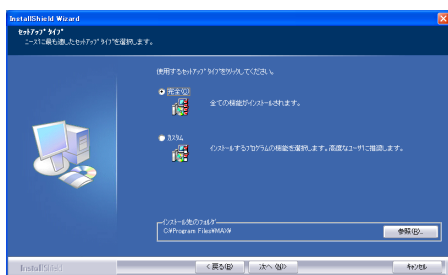 InstallShield Wizard
ｾｯﾄｱｯﾌﾟ ﾀｲﾌﾟ
ﾆｰｽﾞに最も適したｾｯﾄｱｯﾌﾟ ﾀｲﾌﾟを選択します。
使用するｾｯﾄｱｯﾌﾟ ﾀｲﾌﾟをｸﾘｯｸしてください。
完全(C)
全ての機能がｲﾝｽﾄｰﾙされます。
ｶｽﾀﾑ
ｲﾝｽﾄｰﾙするﾌﾟﾛｸﾞﾗﾑの機能を選択します。高度なﾕｰｻﾞに推奨します。
ｲﾝｽﾄｰﾙ先のﾌｫﾙﾀﾞ
C:¥Program Files¥MAX¥
参照(R)...
InstallShield
< 戻る(B)
次へ (N)>
ｷｬﾝｾﾙ